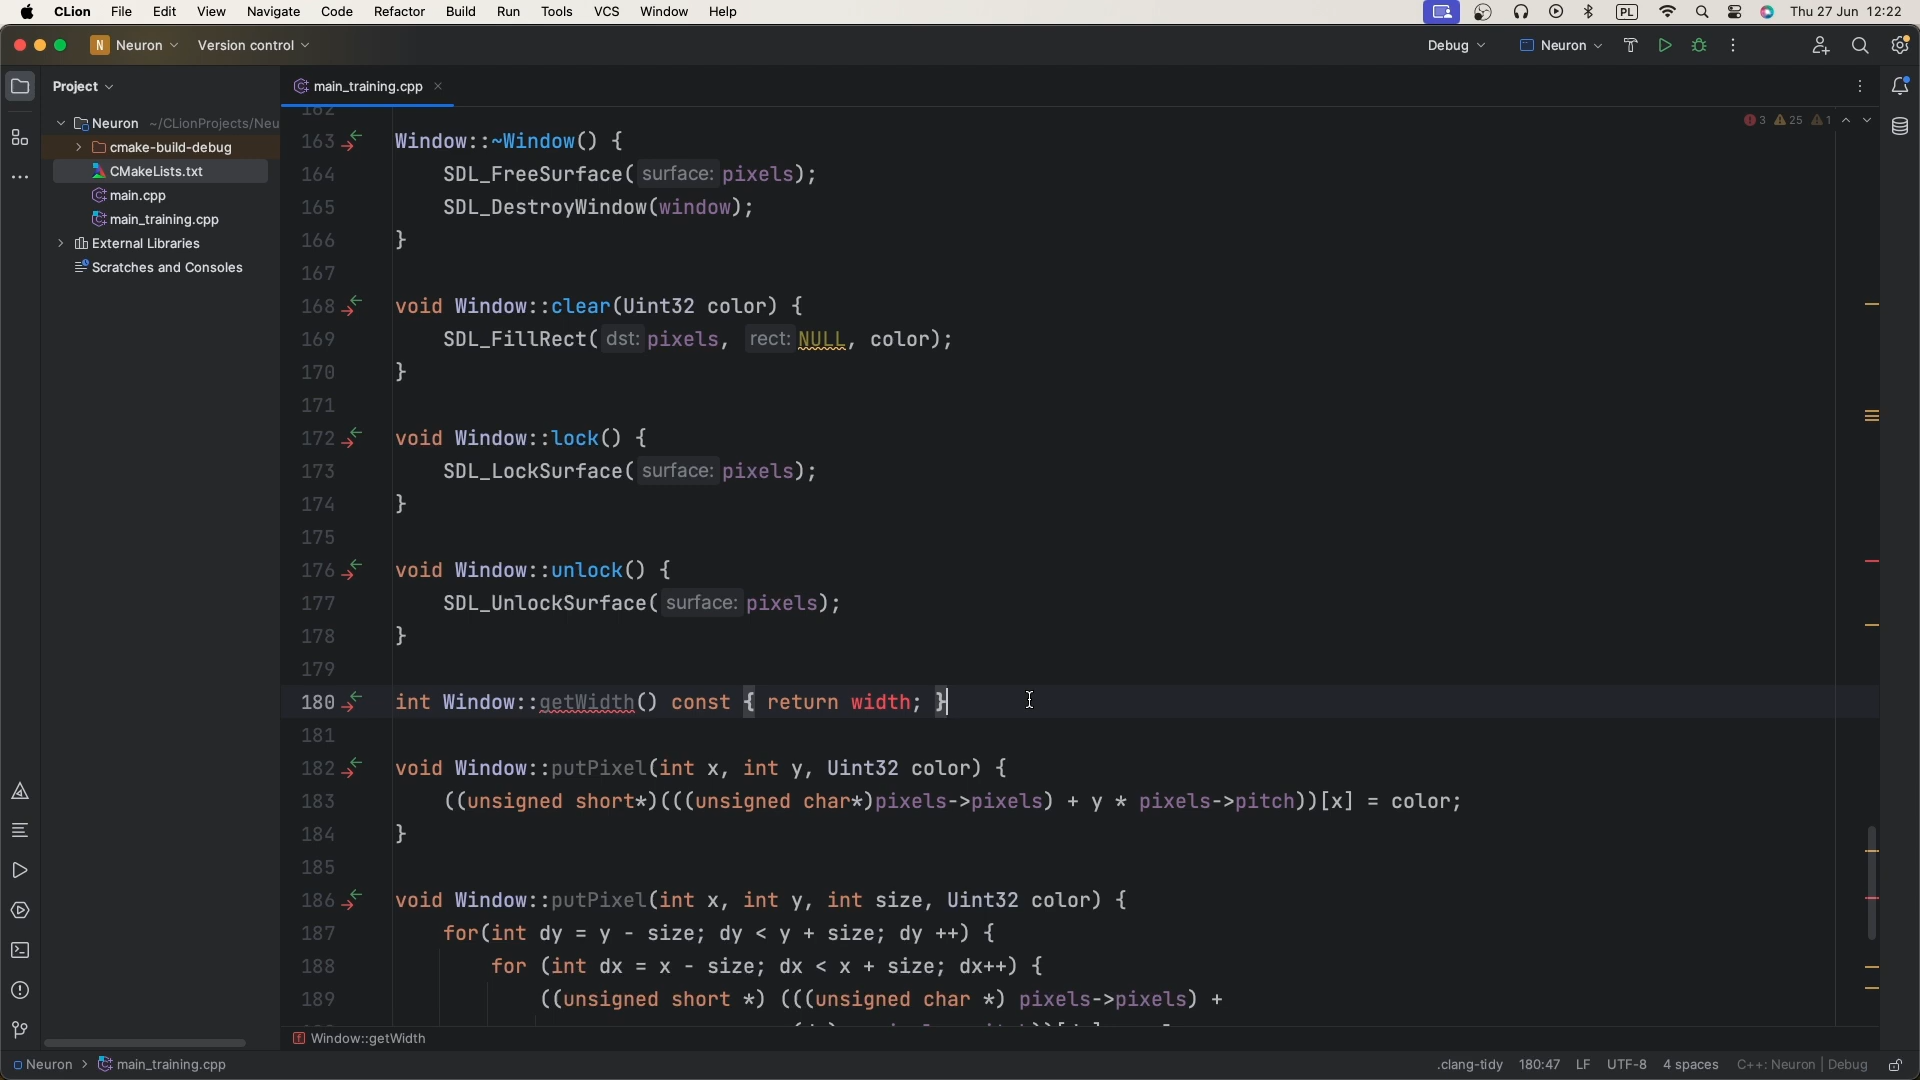 CLion File Edit View Navigate Code Refactor Build Run Tools VCS Window Help PL Thu 27 Jun 12:22
N Neuron Version control Debug Neuron
Project main_training.cpp
Neuron ~/CLionProjects/Neu
cmake-build-debug
CMakeLists.txt
main.cpp
main_training.cpp
External Libraries
Scratches and Consoles
3 25 1
162
163 Window::~Window() {
164 SDL_FreeSurface( surface: pixels);
165 SDL_DestroyWindow(window);
166 }
167
168 void Window::clear(Uint32 color) {
169 SDL_FillRect( dst: pixels, rect: NULL, color);
170 }
171
172 void Window::lock() {
173 SDL_LockSurface( surface: pixels);
174 }
175
176 void Window::unlock() {
177 SDL_UnlockSurface( surface: pixels);
178 }
179
180 int Window::getWidth() const { return width; }
181
182 void Window::putPixel(int x, int y, Uint32 color) {
183 ((unsigned short*)(((unsigned char*)pixels->pixels) + y * pixels->pitch))[x] = color;
184 }
185
186 void Window::putPixel(int x, int y, int size, Uint32 color) {
187 for(int dy = y - size; dy < y + size; dy ++) {
188 for (int dx = x - size; dx < x + size; dx++) {
189 ((unsigned short *) (((unsigned char *) pixels->pixels) +
f Window::getWidth
Neuron > main_training.cpp .clang-tidy 180:47 LF UTF-8 4 spaces C++: Neuron | Debug